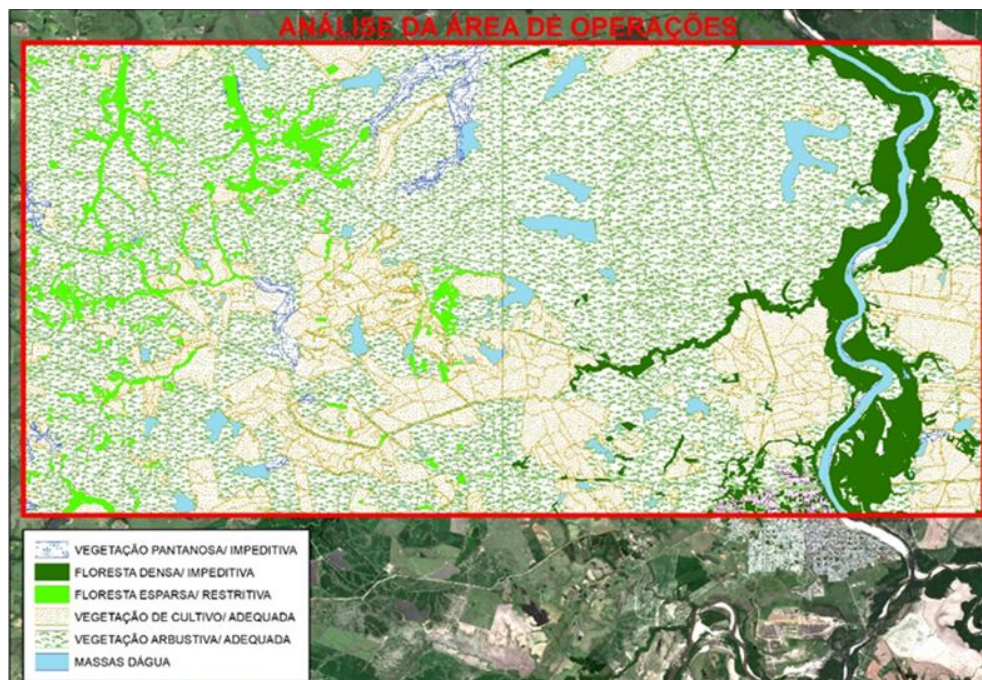 ANÁLISE DA ÁREA DE OPERAÇÕES
VEGETAÇÃO PANTANOSA/ IMPEDITIVA
FLORESTA DENSA/ IMPEDITIVA
FLORESTA ESPARSA/ RESTRITIVA
VEGETAÇÃO DE CULTIVO/ ADEQUADA
VEGETAÇÃO ARBUSTIVA/ ADEQUADA
MASSAS DÁGUA